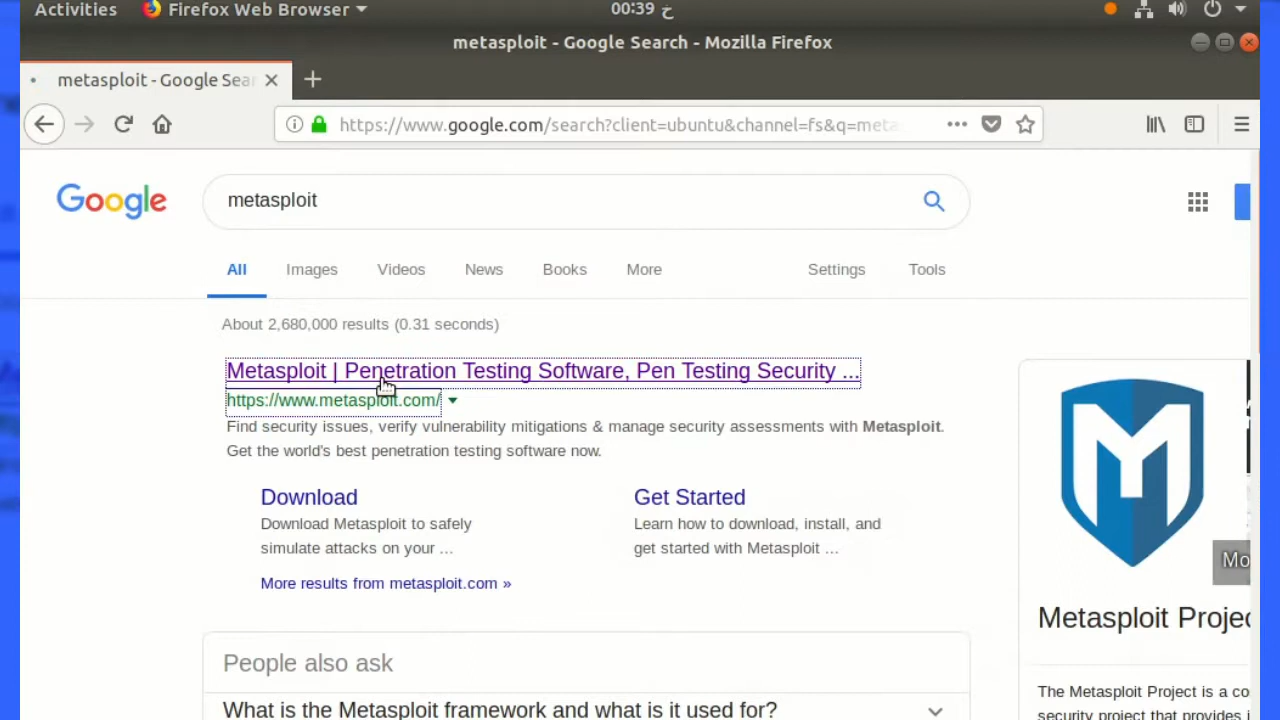 Activities Firefox Web Browser 00:39 خ
metasploit - Google Search - Mozilla Firefox
metasploit - Google Sear
https://www.google.com/search?client=ubuntu&channel=fs&q=meta
Google metasploit
All Images Videos News Books More Settings Tools
About 2,680,000 results (0.31 seconds)
Metasploit | Penetration Testing Software, Pen Testing Security ...
https://www.metasploit.com/
Find security issues, verify vulnerability mitigations & manage security assessments with Metasploit.
Get the world's best penetration testing software now.
Download
Download Metasploit to safely
simulate attacks on your ...
Get Started
Learn how to download, install, and
get started with Metasploit ...
More results from metasploit.com »
People also ask
What is the Metasploit framework and what is it used for?
Mo
Metasploit Projec
The Metasploit Project is a co
security project that provides i